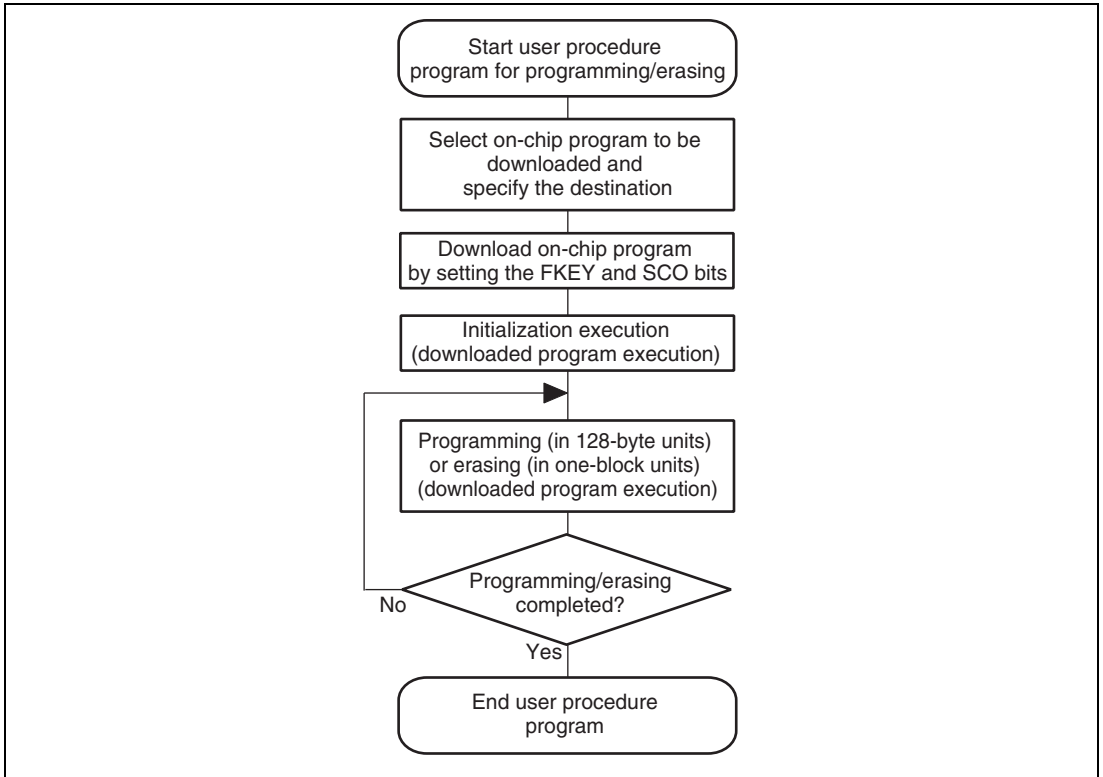 Start user procedure
program for programming/erasing
Select on-chip program to be
downloaded and
specify the destination
Download on-chip program
by setting the FKEY and SCO bits
Initialization execution
(downloaded program execution)
Programming (in 128-byte units)
or erasing (in one-block units)
(downloaded program execution)
Programming/erasing
completed?
No
Yes
End user procedure
program